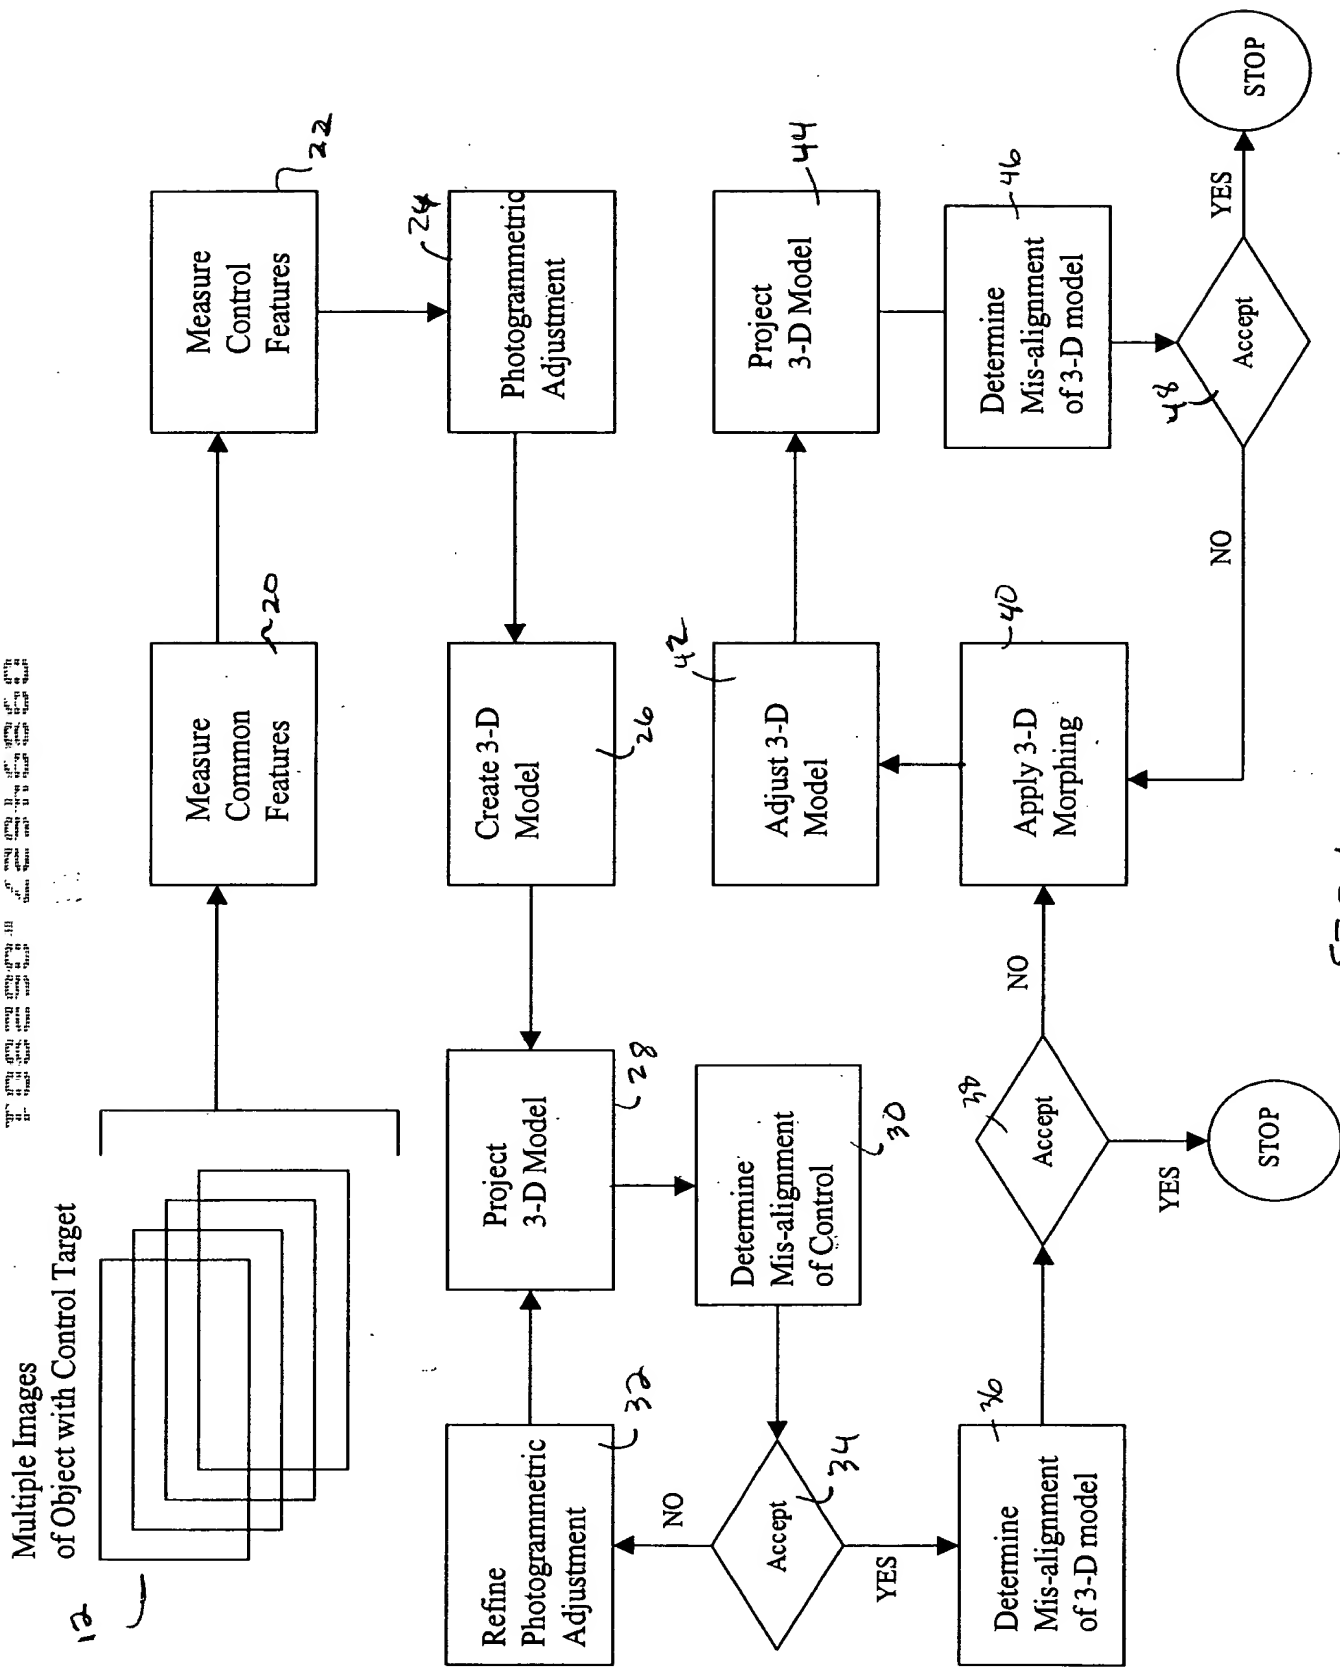 Multiple Images
of Object with Control Target
12
Measure
Common
Features
20
Measure
Control
Features
22
Photogrammetric
Adjustment
24
Create 3-D
Model
26
Project
3-D Model
28
Determine
Mis-alignment
of Control
30
Refine
Photogrammetric
Adjustment
32
Accept
34
NO
YES
Determine
Mis-alignment
of 3-D model
36
Accept
38
YES
STOP
NO
Apply 3-D
Morphing
40
Adjust 3-D
Model
42
Project
3-D Model
44
Determine
Mis-alignment
of 3-D model
46
Accept
48
NO
YES
STOP